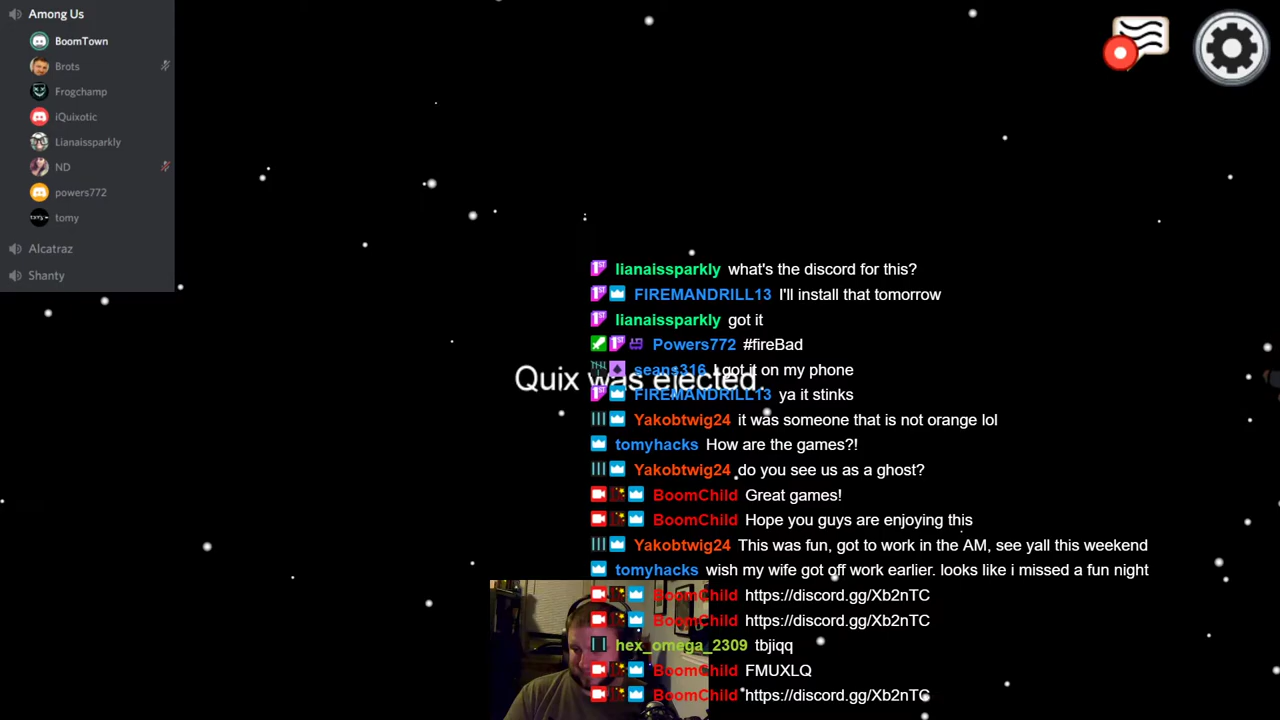 Among Us
BoomTown
Brots
Frogchamp
iQuixotic
Lianaissparkly
ND
powers772
tomy
Alcatraz
Shanty
lianaissparkly what's the discord for this?
FIREMANDRILL13 I'll install that tomorrow
lianaissparkly got it
Powers772 #fireBad
seans316 I got it on my phone
Quix was ejected.
FIREMANDRILL13 ya it stinks
Yakobtwig24 it was someone that is not orange lol
tomyhacks How are the games?!
Yakobtwig24 do you see us as a ghost?
BoomChild Great games!
BoomChild Hope you guys are enjoying this
Yakobtwig24 This was fun, got to work in the AM, see yall this weekend
tomyhacks wish my wife got off work earlier. looks like i missed a fun night
BoomChild https://discord.gg/Xb2nTC
BoomChild https://discord.gg/Xb2nTC
hex_omega_2309 tbjiqq
BoomChild FMUXLQ
BoomChild https://discord.gg/Xb2nTC